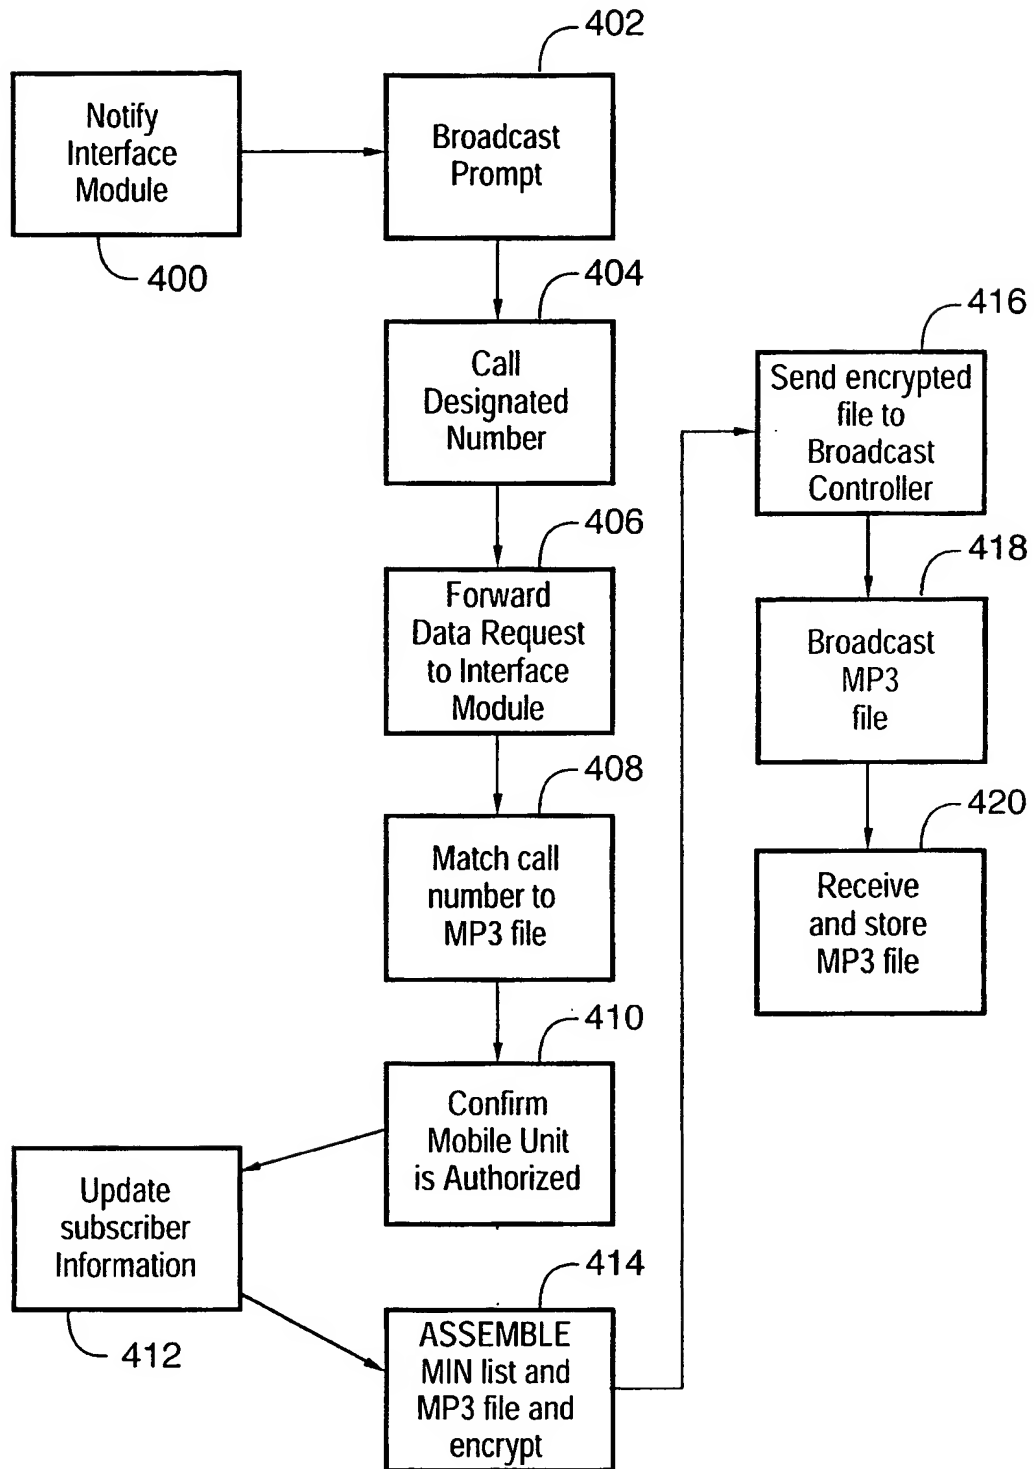 402
Notify
Interface
Module
400
Broadcast
Prompt
404
Call
Designated
Number
406
Forward
Data Request
to Interface
Module
408
Match call
number to
MP3 file
410
Confirm
Mobile Unit
is Authorized
Update
subscriber
Information
412
414
ASSEMBLE
MIN list and
MP3 file and
encrypt
416
Send encrypted
file to
Broadcast
Controller
418
Broadcast
MP3
file
420
Receive
and store
MP3 file